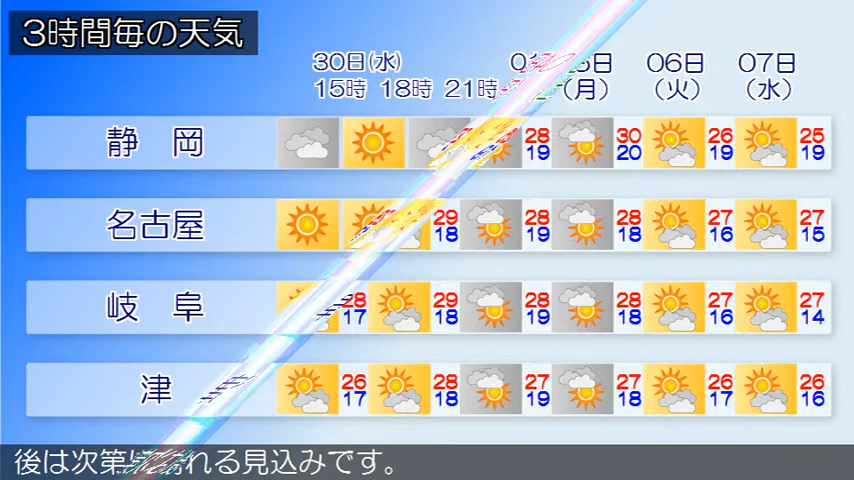 3時間毎の天気
30日(水)
15時 18時 21時
日 06日 07日
(月) (火) (水)
静岡 28 30 26 25
19 20 19 19
名古屋 29 28 28 27 27
18 19 18 16 15
岐阜 28 29 28 28 27 27
17 18 19 18 16 14
津 26 28 27 27 26 26
17 18 19 18 17 16
後は次第 れる見込みです。